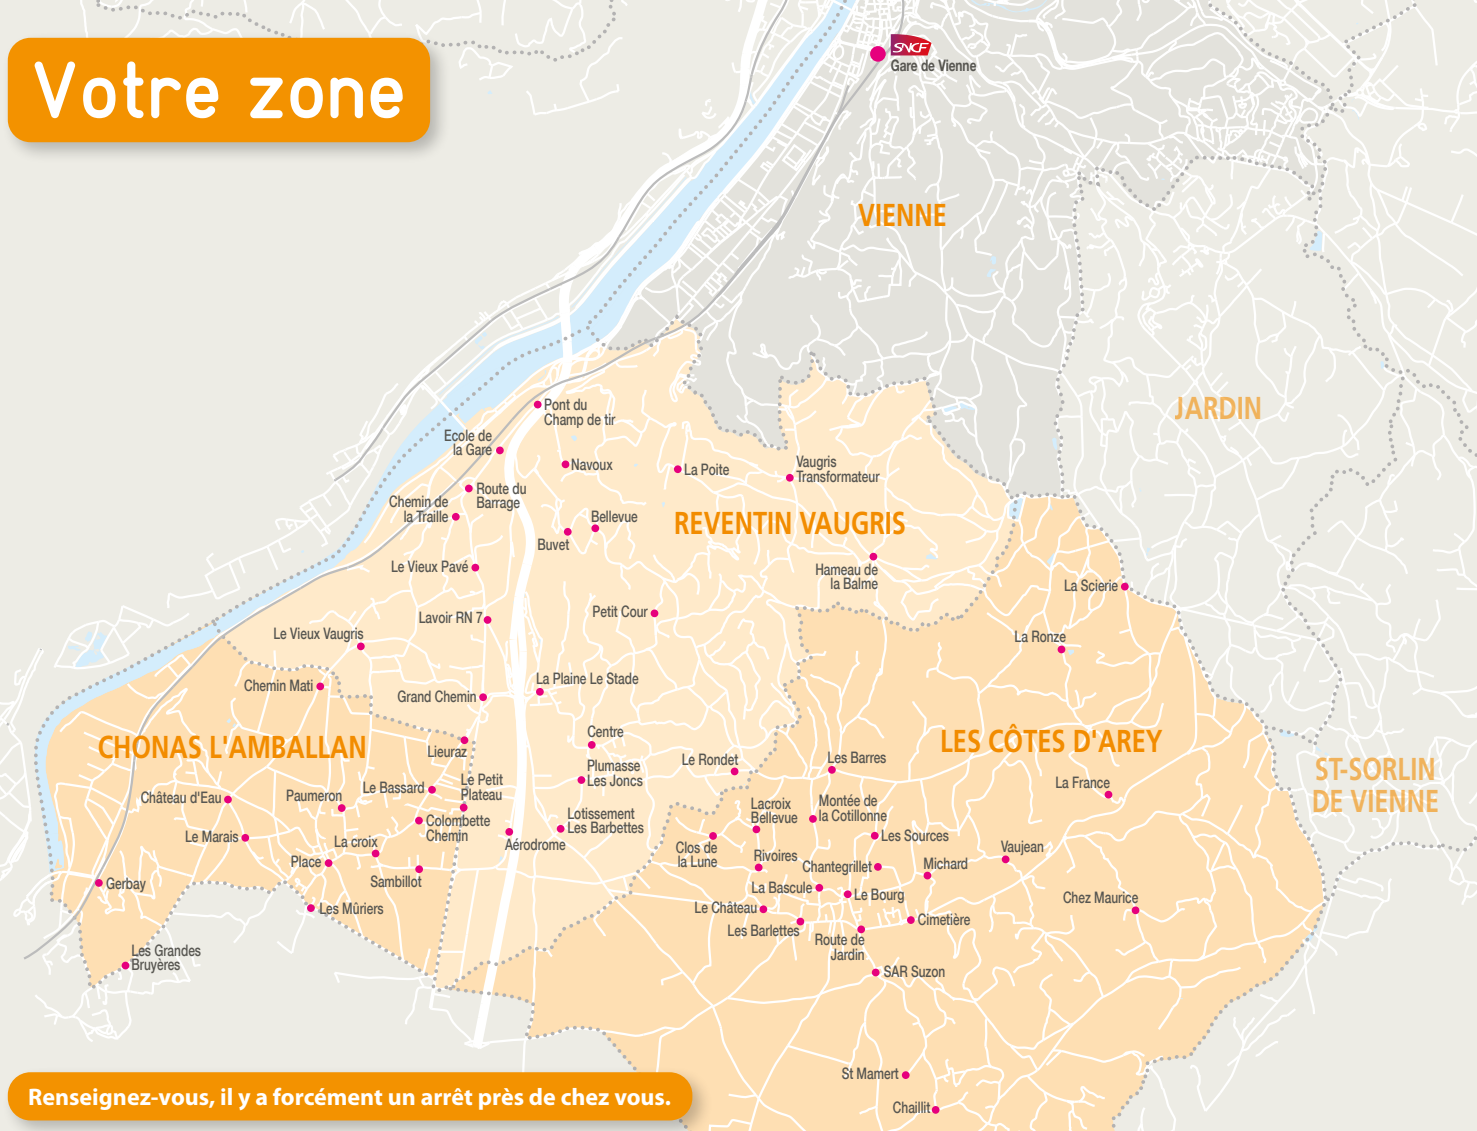 Votre zone
SNCF
Gare de Vienne
VIENNE
JARDIN
Pont du
Champ de tir
Ecole de
la Gare
Navoux
La Poite
Vaugris
Transformateur
Route du
Barrage
Chemin de
la Traille
Bellevue
Buvet
REVENTIN VAUGRIS
Le Vieux Pavé
Hameau de
la Balme
La Scierie
Lavoir RN 7
Petit Cour
Le Vieux Vaugris
La Ronze
Chemin Mati
La Plaine Le Stade
Grand Chemin
CHONAS L'AMBALLAN
Lieuraz
Centre
LES CÔTES D'AREY
Le Rondet
Les Barres
Plumasse
Les Joncs
ST-SORLIN
DE VIENNE
Le Petit
Plateau
Le Bassard
La France
Château d'Eau
Paumeron
Colombette
Chemin
Lotissement
Les Barbettes
Lacroix
Bellevue
Montée de
la Cotillonne
Le Marais
La croix
Aérodrome
Clos de
la Lune
Les Sources
Vaujean
Place
Rivoires
Chantegrillet
Michard
Sambillot
Gerbay
La Bascule
Le Bourg
Chez Maurice
Les Mûriers
Le Château
Les Barlettes
Cimetière
Route de
Jardin
Les Grandes
Bruyères
SAR Suzon
St Mamert
Chaillit
Renseignez-vous, il y a forcément un arrêt près de chez vous.